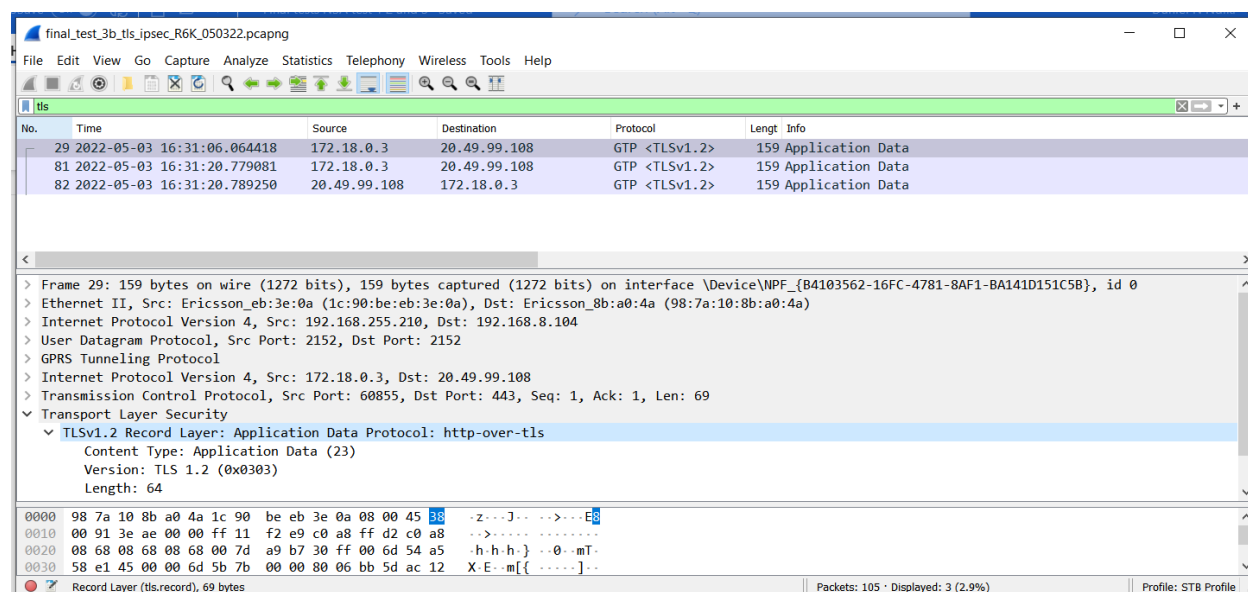 final_test_3b_tls_ipsec_R6K_050322.pcapng
File Edit View Go Capture Analyze Statistics Telephony Wireless Tools Help
tls
No. Time Source Destination Protocol Lengt Info
29 2022-05-03 16:31:06.064418 172.18.0.3 20.49.99.108 GTP <TLSv1.2> 159 Application Data
81 2022-05-03 16:31:20.779081 172.18.0.3 20.49.99.108 GTP <TLSv1.2> 159 Application Data
82 2022-05-03 16:31:20.789250 20.49.99.108 172.18.0.3 GTP <TLSv1.2> 159 Application Data
> Frame 29: 159 bytes on wire (1272 bits), 159 bytes captured (1272 bits) on interface \Device\NPF_{B4103562-16FC-4781-8AF1-BA141D151C5B}, id 0
> Ethernet II, Src: Ericsson_eb:3e:0a (1c:90:be:eb:3e:0a), Dst: Ericsson_8b:a0:4a (98:7a:10:8b:a0:4a)
> Internet Protocol Version 4, Src: 192.168.255.210, Dst: 192.168.8.104
> User Datagram Protocol, Src Port: 2152, Dst Port: 2152
> GPRS Tunneling Protocol
> Internet Protocol Version 4, Src: 172.18.0.3, Dst: 20.49.99.108
> Transmission Control Protocol, Src Port: 60855, Dst Port: 443, Seq: 1, Ack: 1, Len: 69
Transport Layer Security
TLSv1.2 Record Layer: Application Data Protocol: http-over-tls
Content Type: Application Data (23)
Version: TLS 1.2 (0x0303)
Length: 64
0000 98 7a 10 8b a0 4a 1c 90 be eb 3e 0a 08 00 45 38 ·z···J·· ··>···E8
0010 00 91 3e ae 00 00 ff 11 f2 e9 c0 a8 ff d2 c0 a8 ··>····· ········
0020 08 68 08 68 08 68 00 7d a9 b7 30 ff 00 6d 54 a5 ·h·h·h·} ··0··mT·
0030 58 e1 45 00 00 6d 5b 7b 00 00 80 06 bb 5d ac 12 X·E··m[{ ·····]··
Record Layer (tls.record), 69 bytes Packets: 105 · Displayed: 3 (2.9%) Profile: STB Profile